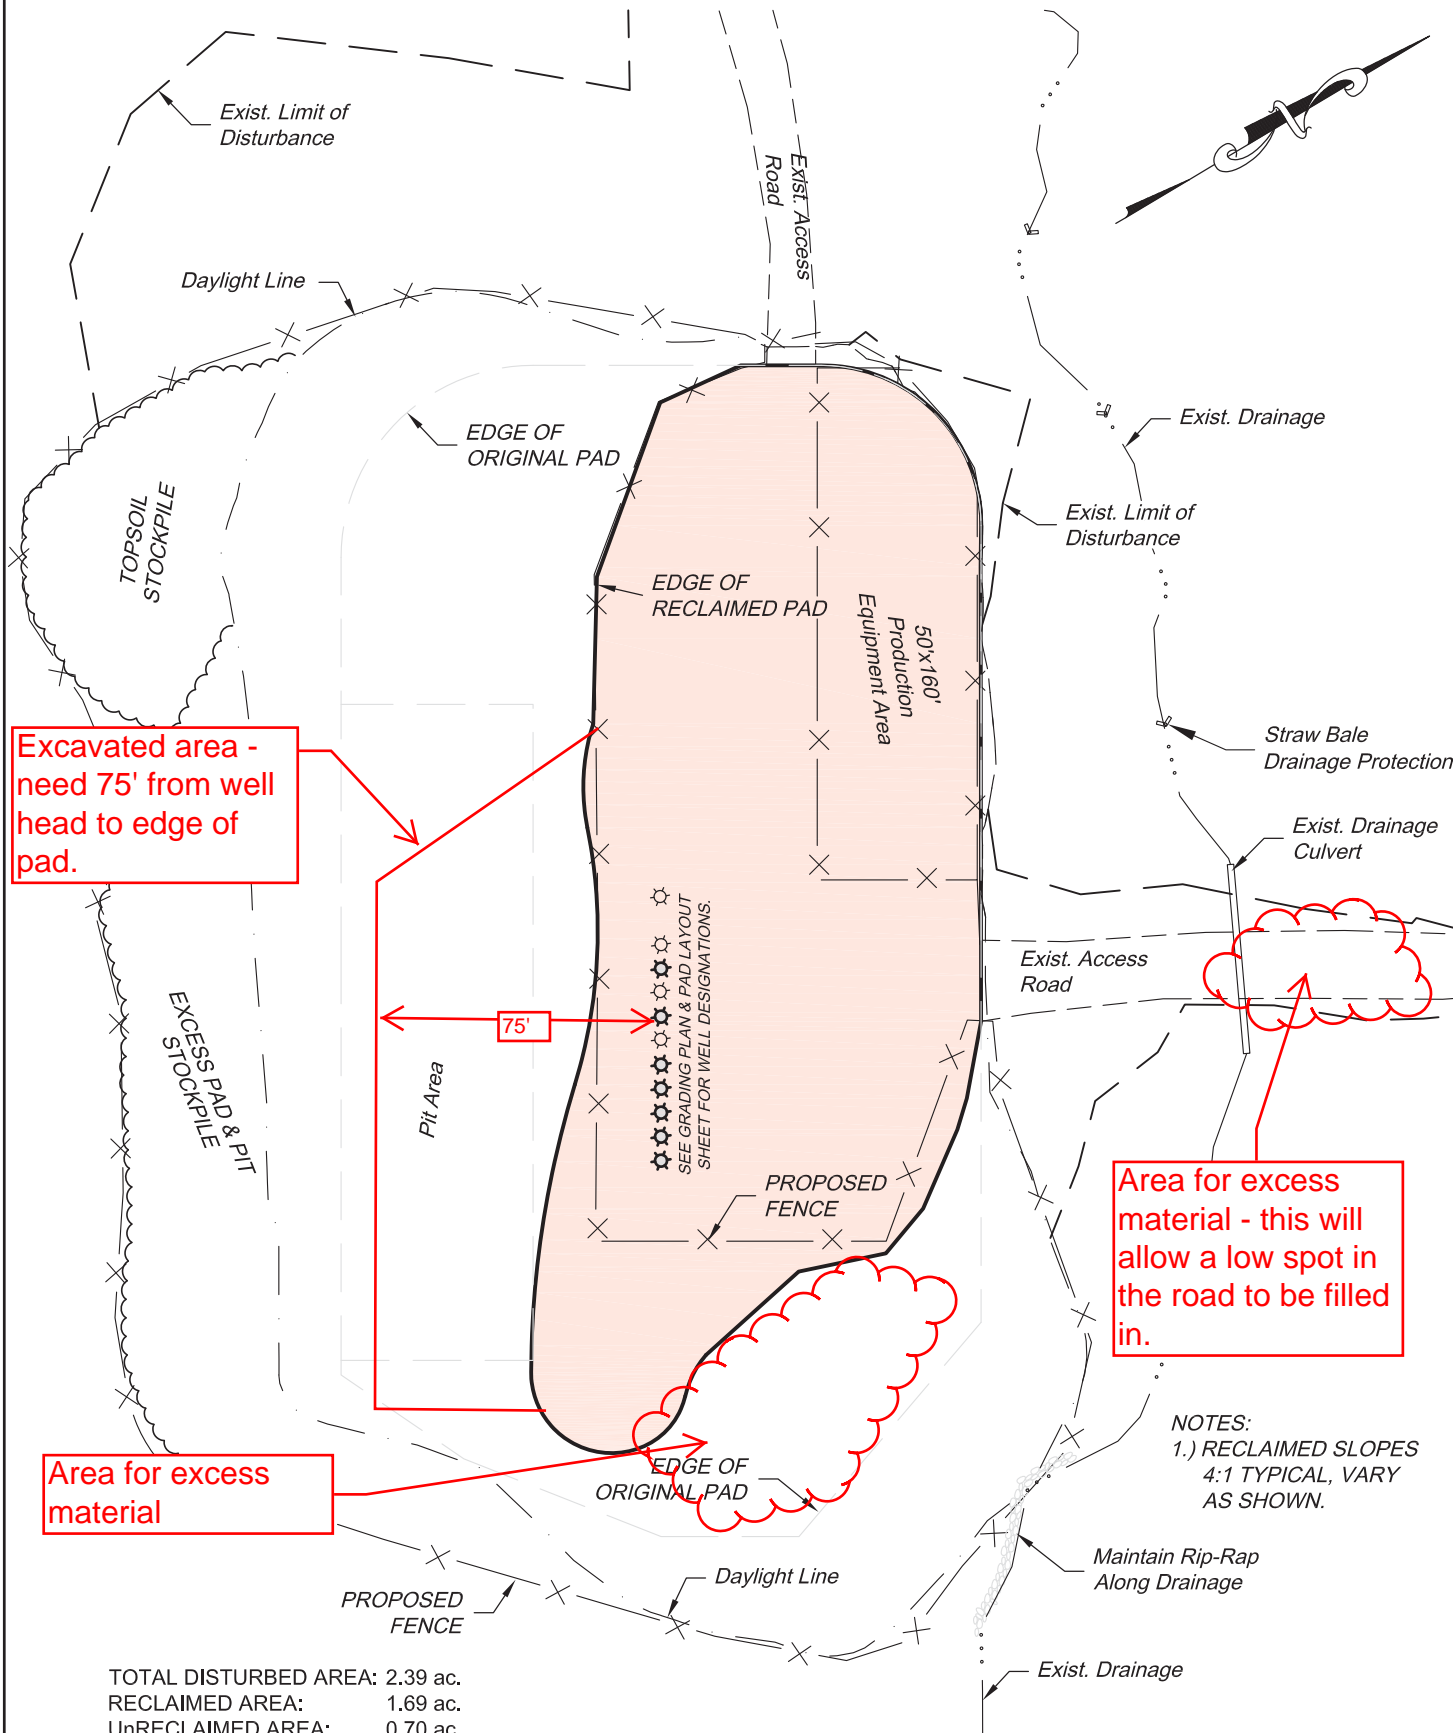 Exist. Limit of
Disturbance
Exist. Access
Road
Daylight Line
EDGE OF
ORIGINAL PAD
Exist. Drainage
TOPSOIL
STOCKPILE
Exist. Limit of
Disturbance
EDGE OF
RECLAIMED PAD
50'x160'
Production
Equipment Area
Excavated area -
need 75' from well
head to edge of
pad.
Straw Bale
Drainage Protection
Exist. Drainage
Culvert
SEE GRADING PLAN & PAD LAYOUT
SHEET FOR WELL DESIGNATIONS.
Exist. Access
Road
75'
EXCESS PAD & PIT
STOCKPILE
Pit Area
PROPOSED
FENCE
Area for excess
material - this will
allow a low spot in
the road to be filled
in.
NOTES:
1.) RECLAIMED SLOPES
4:1 TYPICAL, VARY
AS SHOWN.
Area for excess
material
EDGE OF
ORIGINAL PAD
Maintain Rip-Rap
Along Drainage
Daylight Line
PROPOSED
FENCE
Exist. Drainage
TOTAL DISTURBED AREA: 2.39 ac.
RECLAIMED AREA: 1.69 ac.
UnRECLAIMED AREA: 0.70 ac.